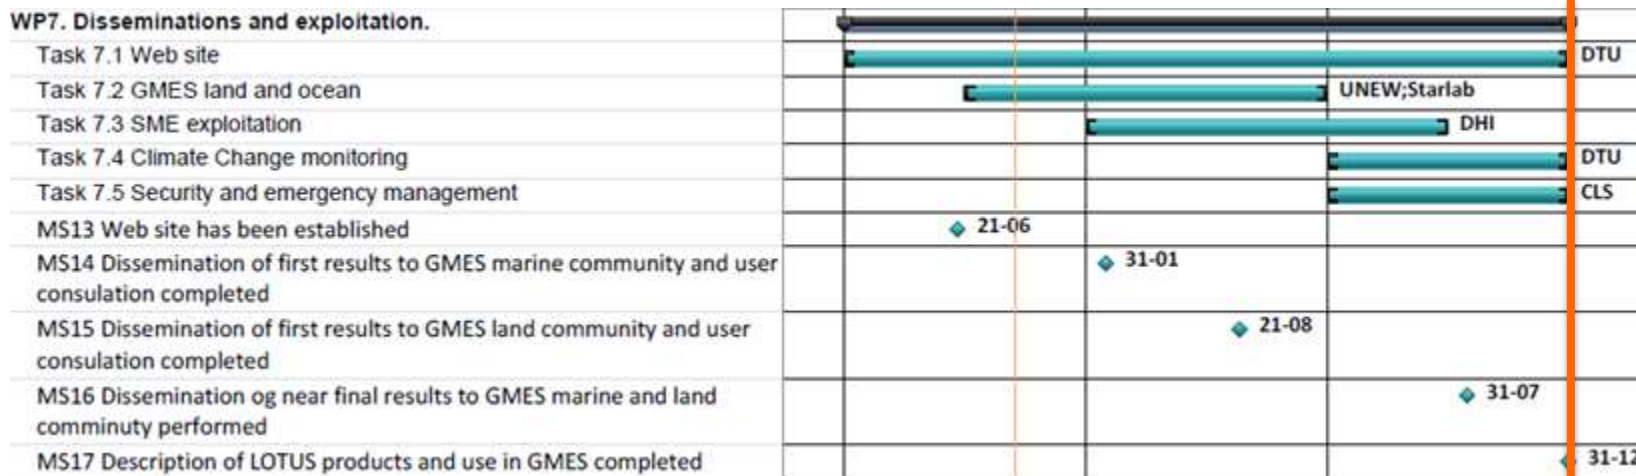 WP7. Disseminations and exploitation.
Task 7.1 Web site
DTU
Task 7.2 GMES land and ocean
UNEW;Starlab
Task 7.3 SME exploitation
DHI
Task 7.4 Climate Change monitoring
DTU
Task 7.5 Security and emergency management
CLS
MS13 Web site has been established
21-06
MS14 Dissemination of first results to GMES marine community and user
consulation completed
31-01
MS15 Dissemination of first results to GMES land community and user
consulation completed
21-08
MS16 Dissemination og near final results to GMES marine and land
comminuty performed
31-07
MS17 Description of LOTUS products and use in GMES completed
31-12